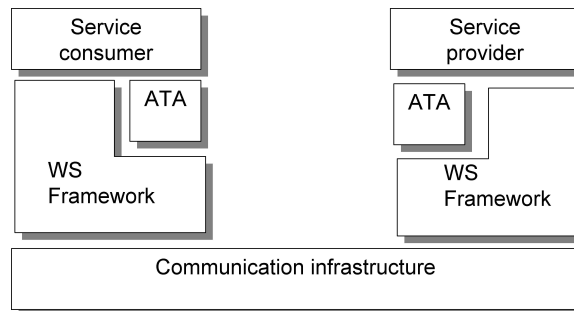 Service
consumer
ATA
WS
Framework
Service
provider
ATA
WS
Framework
Communication infrastructure